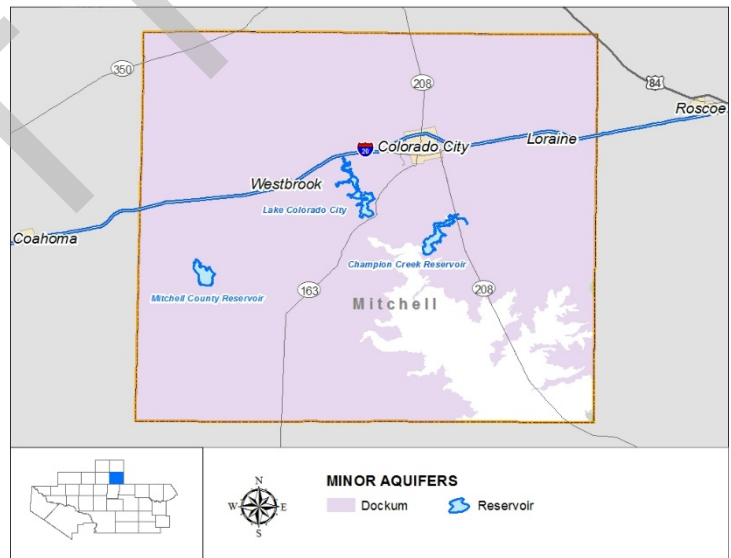 350
208
84
Roscoe
20
Colorado City
Loraine
Westbrook
Lake Colorado City
Coahoma
Champion Creek Reservoir
Mitchell County Reservoir
163
Mitchell
208
N
W E
S
MINOR AQUIFERS
Dockum
Reservoir